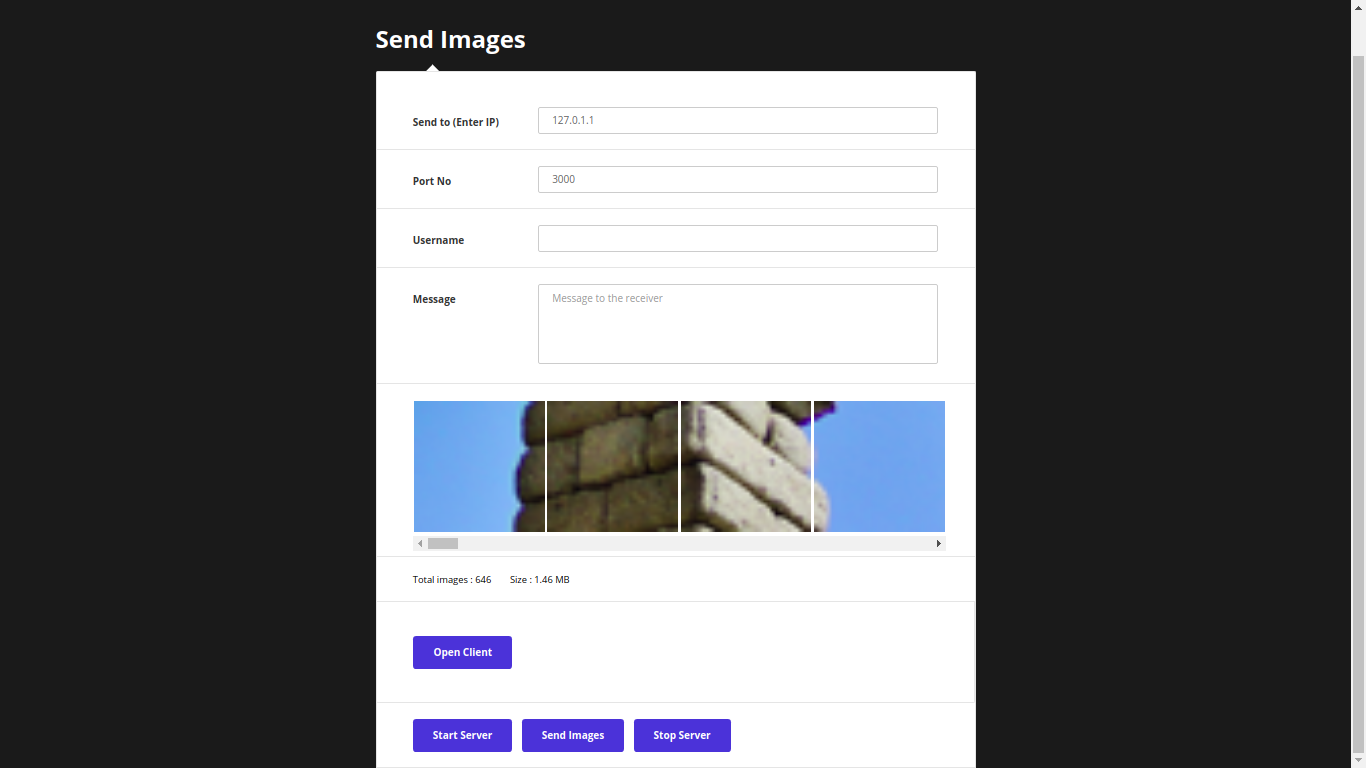 Send Images
Send to (Enter IP)
127.0.1.1
Port No
3000
Username
Message
Message to the receiver
Total images : 646 Size : 1.46 MB
Open Client
Start Server Send Images Stop Server